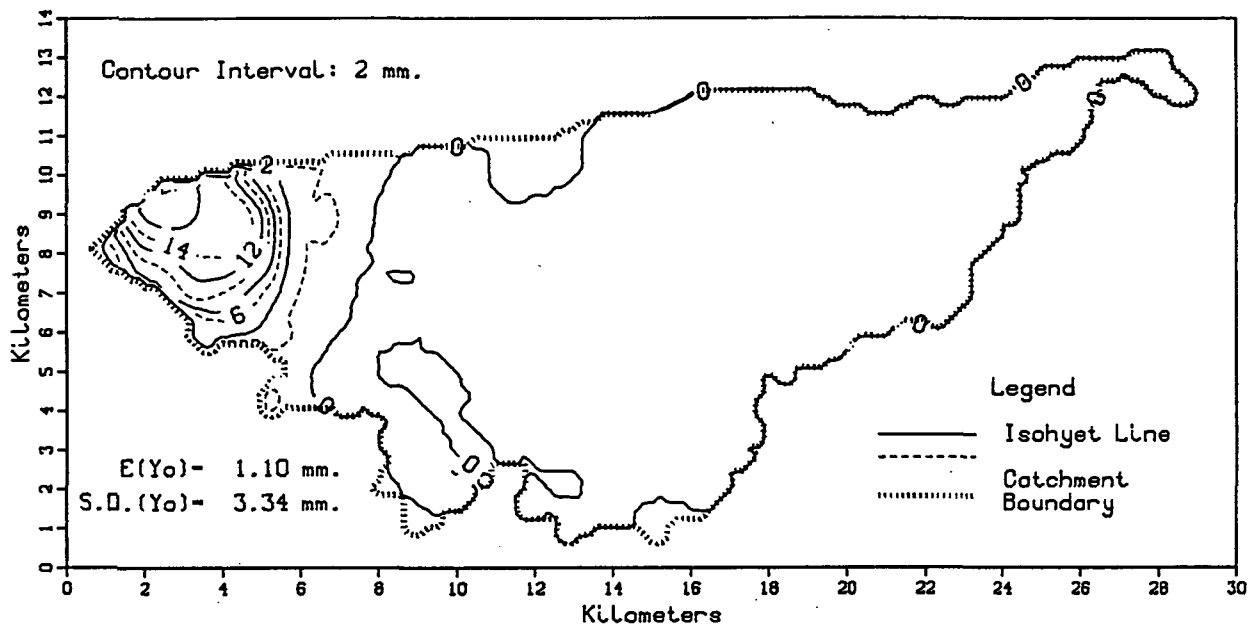 14
13
12
11
10
9
8
7
6
5
4
3
2
1
0
Kilometers
Contour Interval: 2 mm.
2
14
12
6
0
0
0
0
0
0
0
0
E(Yo)- 1.10 mm.
S.D.(Yo)- 3.34 mm.
Legend
Isohyet Line
Catchment
Boundary
0 2 4 6 8 10 12 14 16 18 20 22 24 26 28 30
Kilometers